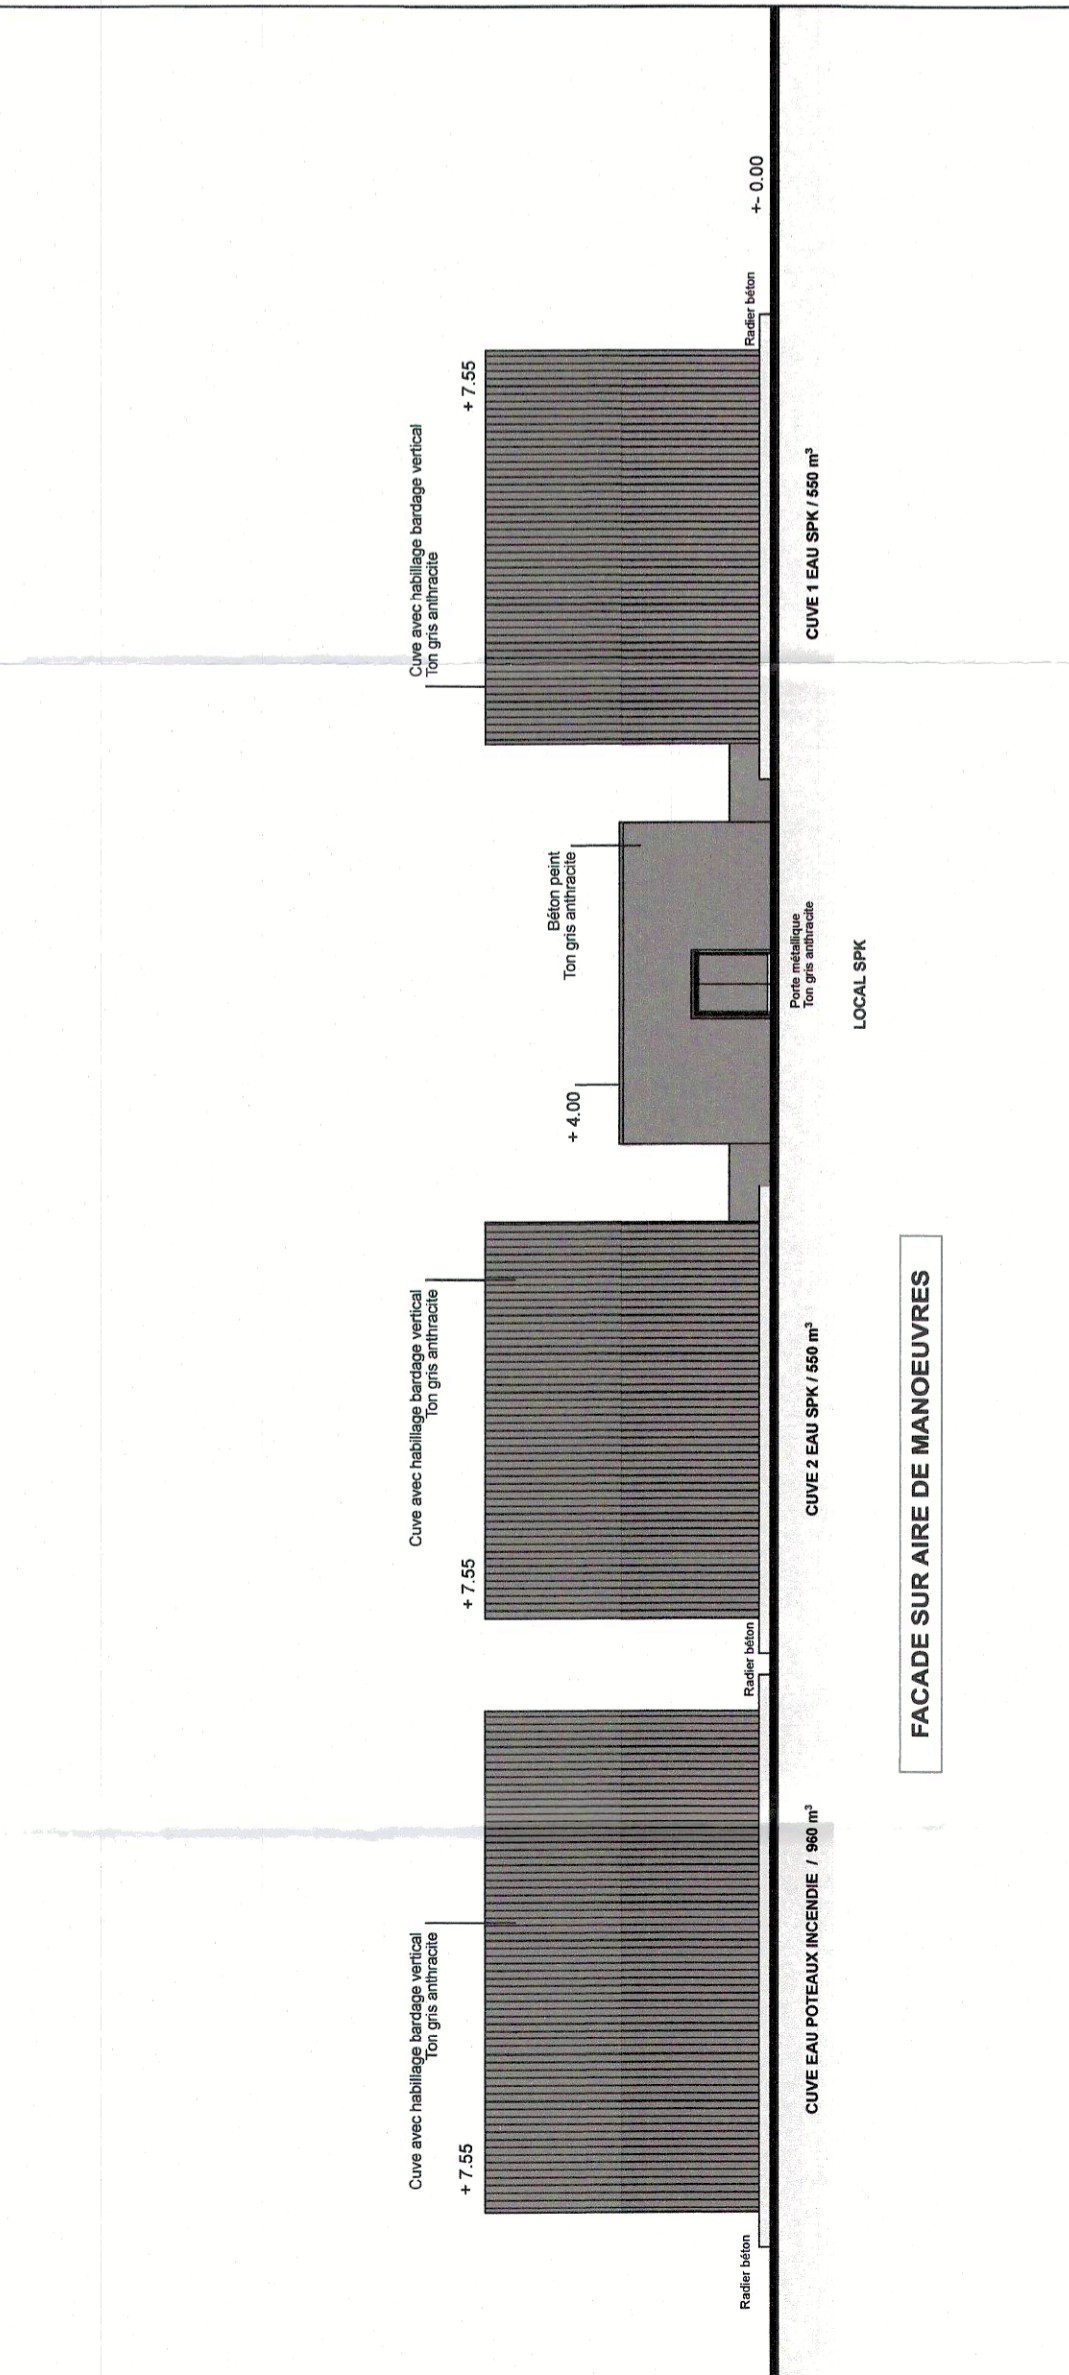 Cuve avec habillage bardage vertical
Ton gris anthracite
+ 7.55
Radier béton
CUVE EAU POTEAUX INCENDIE / 960 m³
Cuve avec habillage bardage vertical
Ton gris anthracite
+ 7.55
Radier béton
CUVE 2 EAU SPK / 550 m³
+ 4.00
Béton peint
Ton gris anthracite
Porte métallique
Ton gris anthracite
LOCAL SPK
Cuve avec habillage bardage vertical
Ton gris anthracite
+ 7.55
Radier béton
CUVE 1 EAU SPK / 550 m³
+- 0.00
FACADE SUR AIRE DE MANOEUVRES